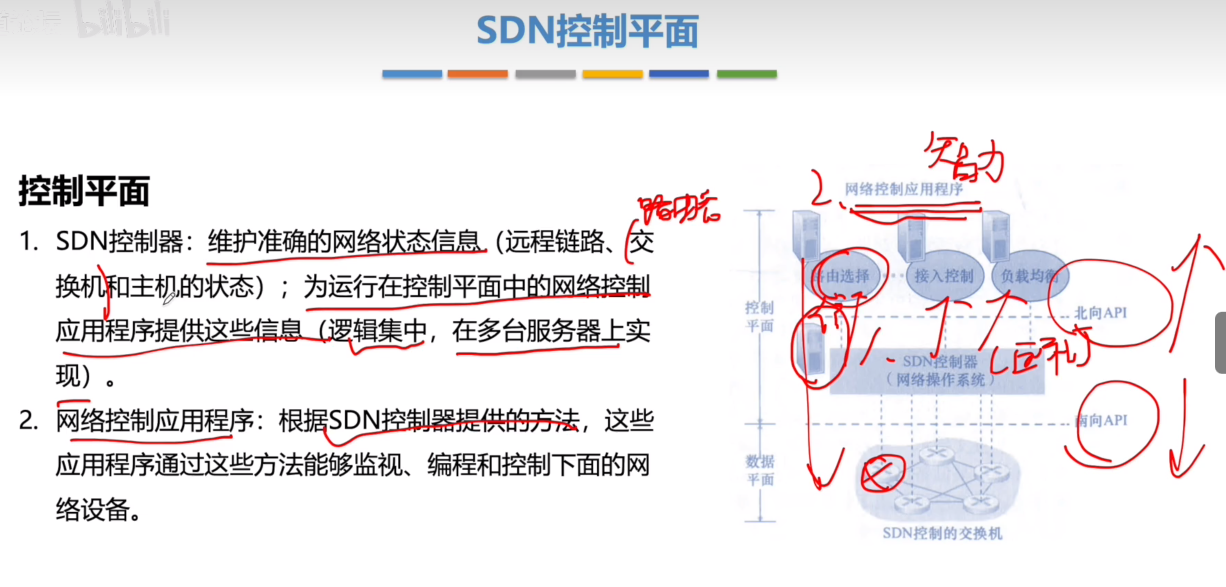 bilibili
SDN控制平面
控制平面
1. SDN控制器：维护准确的网络状态信息（远程链路、交
换机和主机的状态）；为运行在控制平面中的网络控制
应用程序提供这些信息（逻辑集中，在多台服务器上实
现）。
2. 网络控制应用程序：根据SDN控制器提供的方法，这些
应用程序通过这些方法能够监视、编程和控制下面的网
络设备。
路由器
智力
2、
网络控制应用程序
路由选择
接入控制
负载均衡
控制
平面
北向API
1、
SDN控制器
（网络操作系统）
南向API
数据
平面
SDN控制的交换机